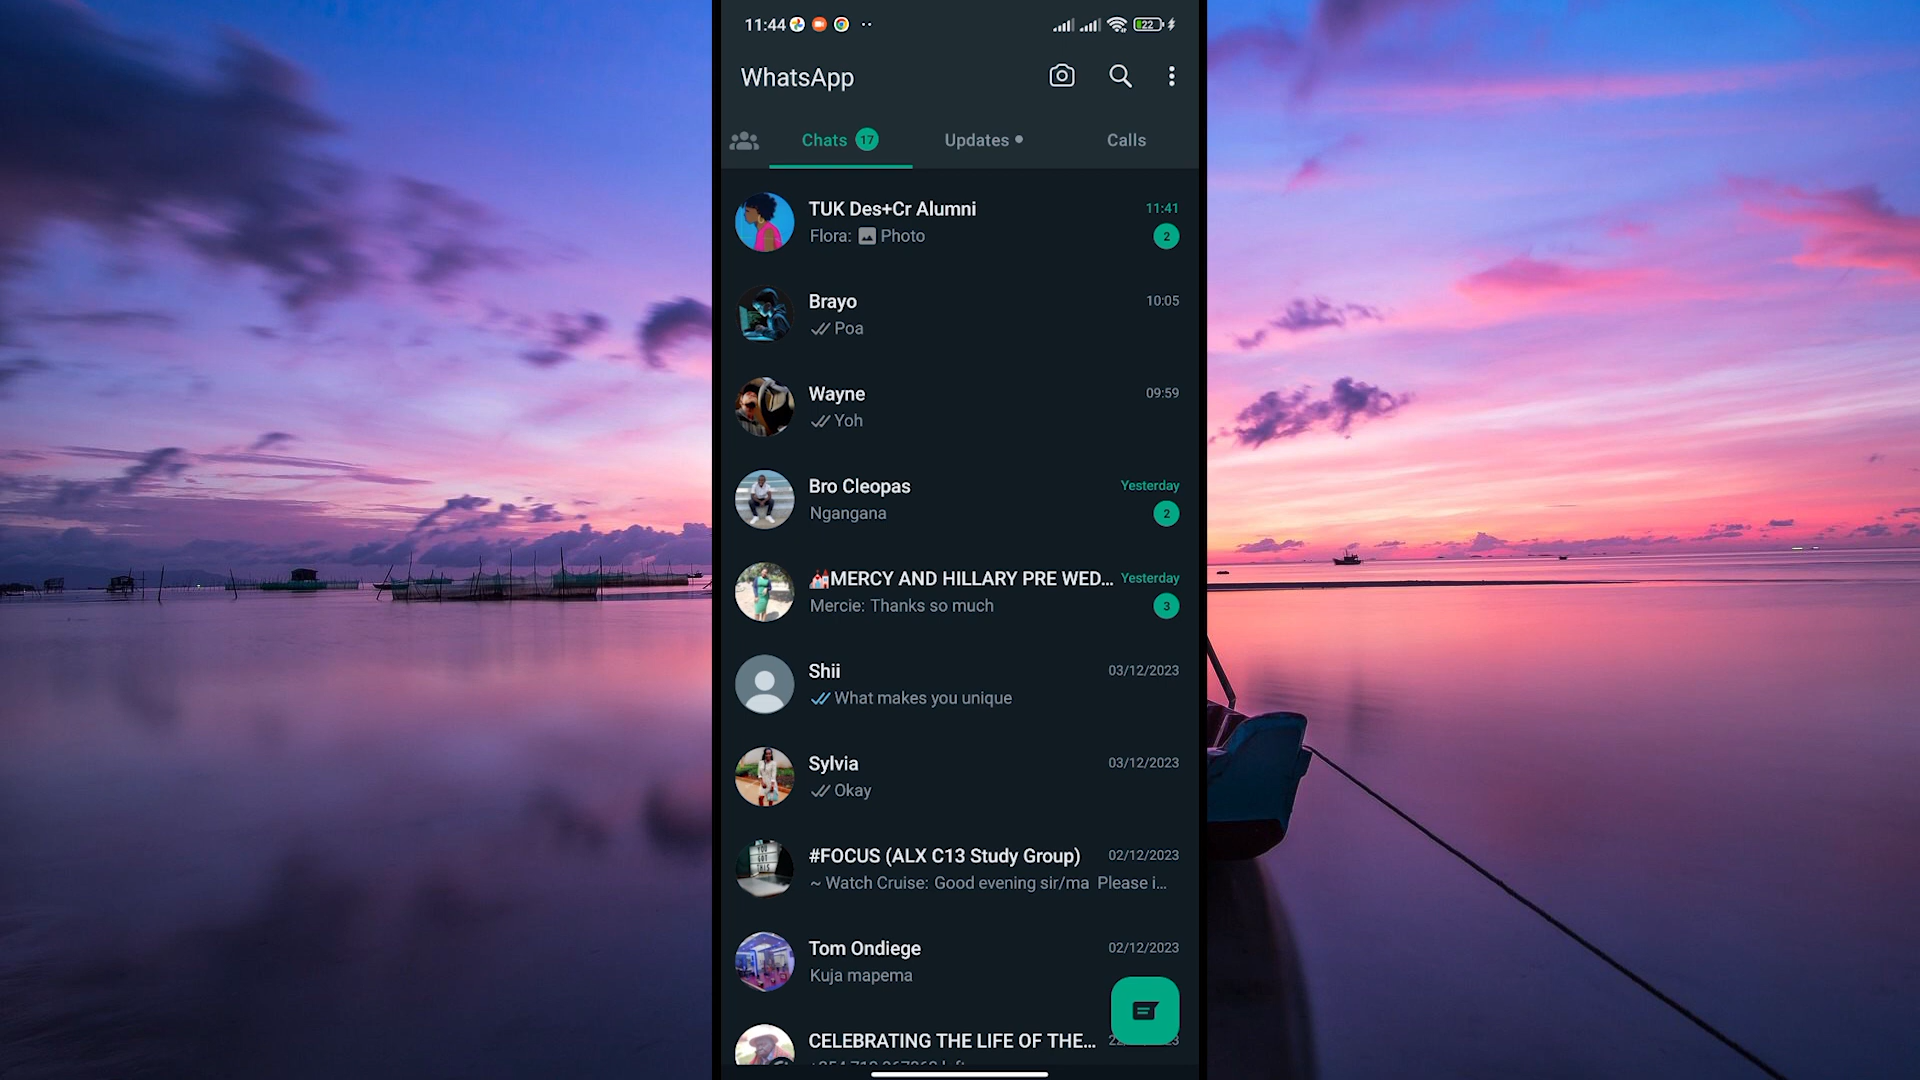 11:44
22
WhatsApp
Chats 17
Updates
Calls
TUK Des+Cr Alumni
11:41
Flora: Photo
2
Brayo
10:05
Poa
Wayne
09:59
Yoh
Bro Cleopas
Yesterday
Ngangana
2
MERCY AND HILLARY PRE WED...
Yesterday
Mercie: Thanks so much
3
Shii
03/12/2023
What makes you unique
Sylvia
03/12/2023
Okay
YOU GOT THIS
#FOCUS (ALX C13 Study Group)
02/12/2023
~ Watch Cruise: Good evening sir/ma Please i...
Tom Ondiege
02/12/2023
Kuja mapema
CELEBRATING THE LIFE OF THE...